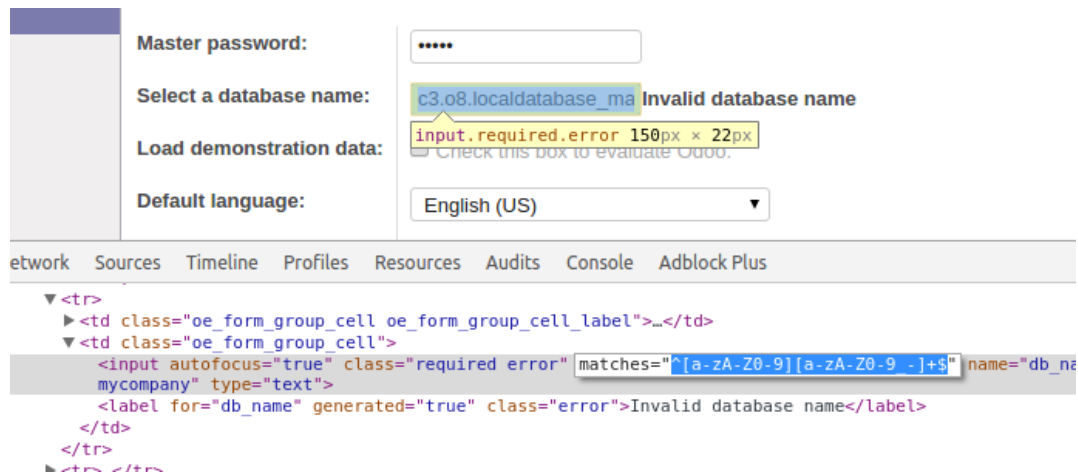 Master password: •••••
Select a database name: c3.o8.localdatabase_ma Invalid database name
input.required.error 150px × 22px
Load demonstration data: Check this box to evaluate Odoo.
Default language: English (US)
etwork Sources Timeline Profiles Resources Audits Console Adblock Plus
▼<tr>
▶<td class="oe_form_group_cell oe_form_group_cell_label">…</td>
▼<td class="oe_form_group_cell">
<input autofocus="true" class="required error" matches="^[a-zA-Z0-9][a-zA-Z0-9_-]+$" name="db_na
mycompany" type="text">
<label for="db_name" generated="true" class="error">Invalid database name</label>
</td>
</tr>
▶<tr> </tr>